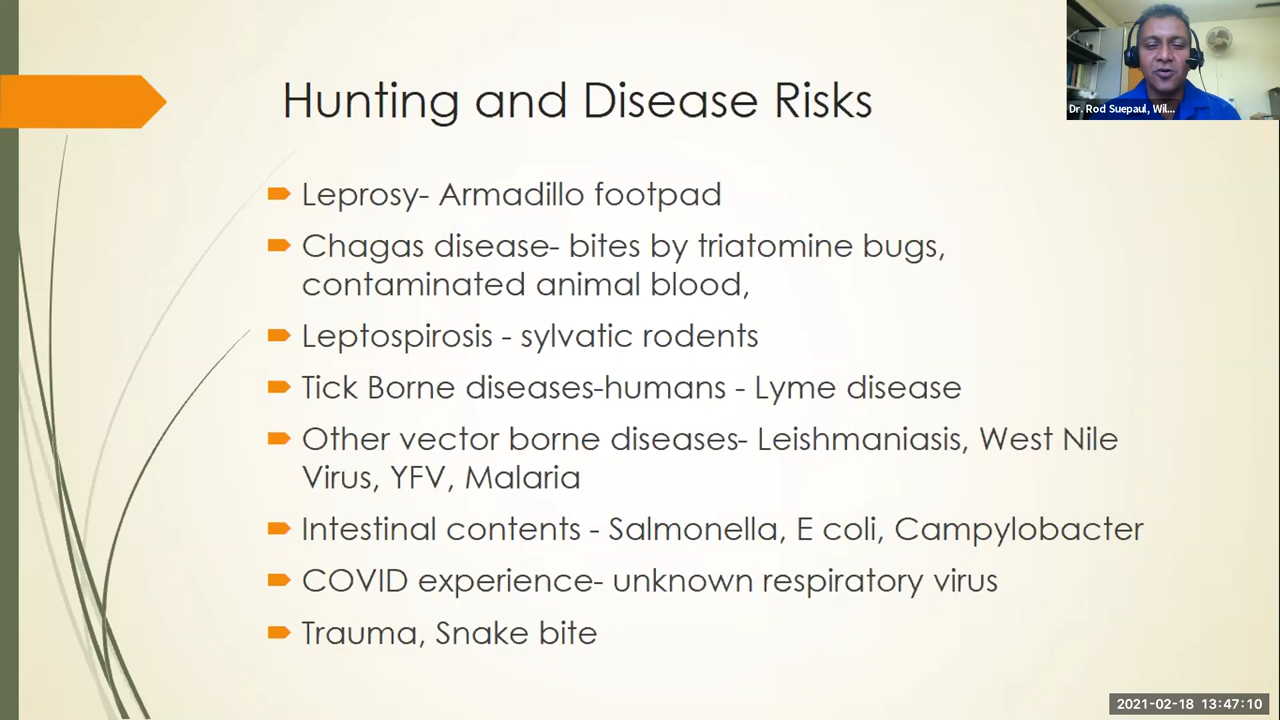 Hunting and Disease Risks
Dr. Rod Suepaul, Wil...
Leprosy- Armadillo footpad
Chagas disease- bites by triatomine bugs,
contaminated animal blood,
Leptospirosis - sylvatic rodents
Tick Borne diseases-humans - Lyme disease
Other vector borne diseases- Leishmaniasis, West Nile
Virus, YFV, Malaria
Intestinal contents - Salmonella, E coli, Campylobacter
COVID experience- unknown respiratory virus
Trauma, Snake bite
2021-02-18 13:47:10